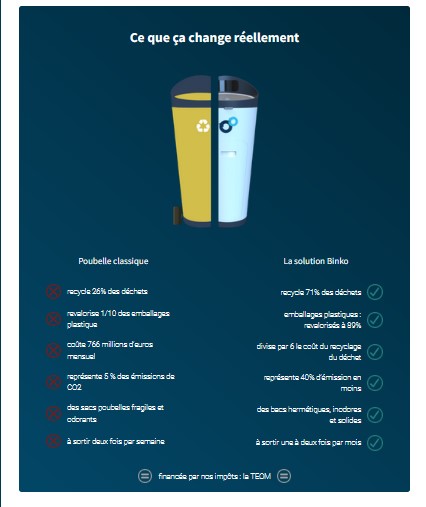 Ce que ça change réellement
Poubelle classique
recycle 26% des déchets
revalorise 1/10 des emballages
plastique
coûte 766 millions d'euros
mensuel
représente 5 % des émissions de
CO2
des sacs poubelles fragiles et
odorants
à sortir deux fois par semaine
La solution Binko
recycle 71% des déchets
emballages plastiques :
revalorisés à 89%
divise par 6 le coût du recyclage
du déchet
représente 40% d'émission en
moins
des bacs hermétiques, inodores
et solides
à sortir une à deux fois par mois
financée par nos impôts : la TEOM